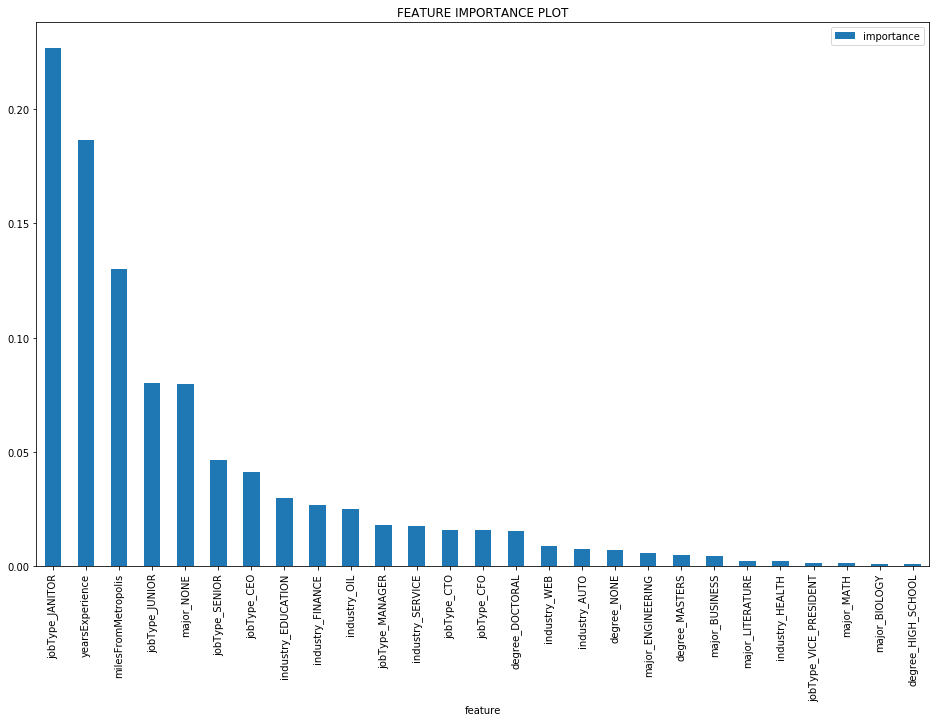 FEATURE IMPORTANCE PLOT
importance
0.20
0.15
0.10
0.05
0.00
jobType_JANITOR
yearsExperience
milesFromMetropolis
jobType_JUNIOR
major_NONE
jobType_SENIOR
jobType_CEO
industry_EDUCATION
industry_FINANCE
industry_OIL
jobType_MANAGER
industry_SERVICE
jobType_CTO
jobType_CFO
degree_DOCTORAL
industry_WEB
industry_AUTO
degree_NONE
major_ENGINEERING
degree_MASTERS
major_BUSINESS
major_LITERATURE
industry_HEALTH
jobType_VICE_PRESIDENT
major_MATH
major_BIOLOGY
degree_HIGH_SCHOOL
feature